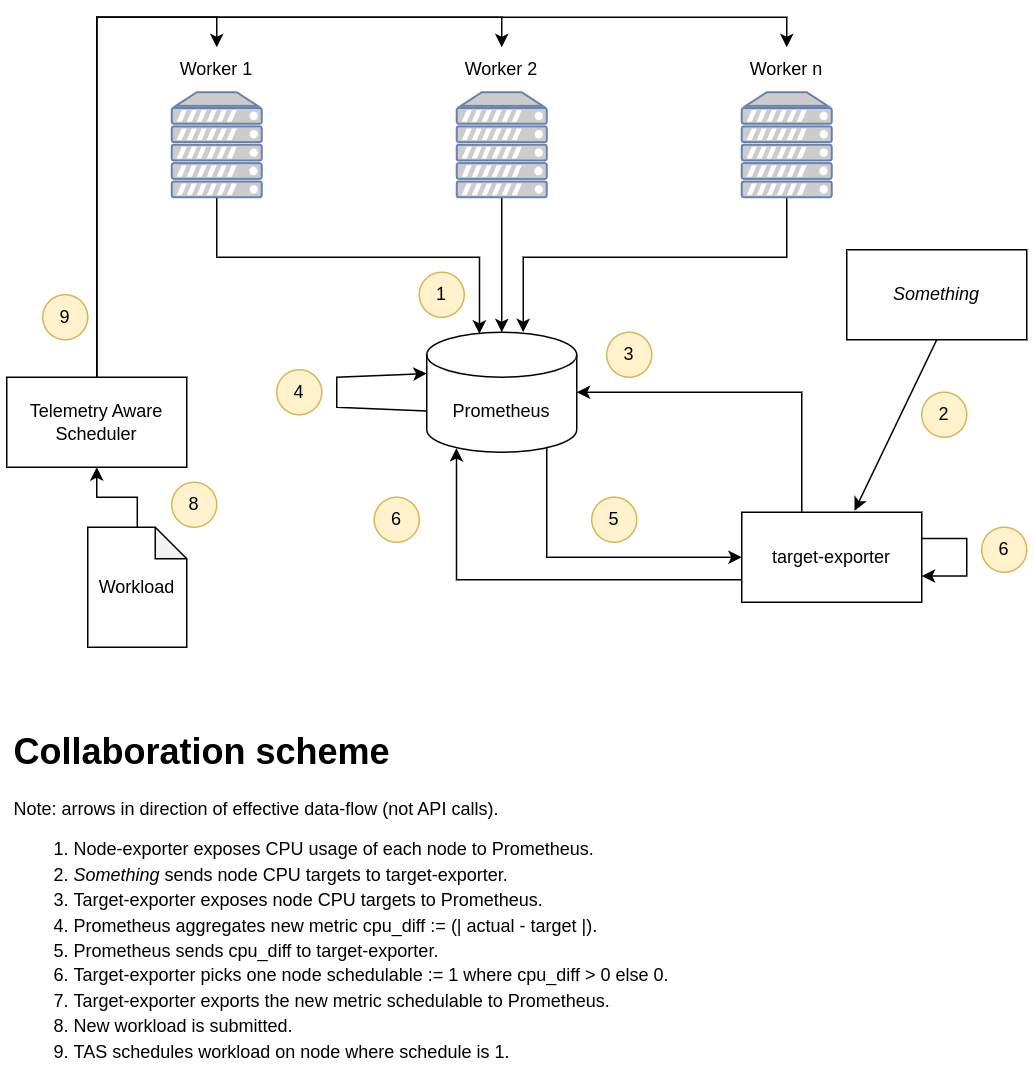 Worker 1
Worker 2
Worker n
1
Something
9
3
4
Telemetry Aware
Scheduler
Prometheus
2
8
6
5
target-exporter
6
Workload
Collaboration scheme
Note: arrows in direction of effective data-flow (not API calls).
1. Node-exporter exposes CPU usage of each node to Prometheus.
2. Something sends node CPU targets to target-exporter.
3. Target-exporter exposes node CPU targets to Prometheus.
4. Prometheus aggregates new metric cpu_diff := (| actual - target |).
5. Prometheus sends cpu_diff to target-exporter.
6. Target-exporter picks one node schedulable := 1 where cpu_diff > 0 else 0.
7. Target-exporter exports the new metric schedulable to Prometheus.
8. New workload is submitted.
9. TAS schedules workload on node where schedule is 1.